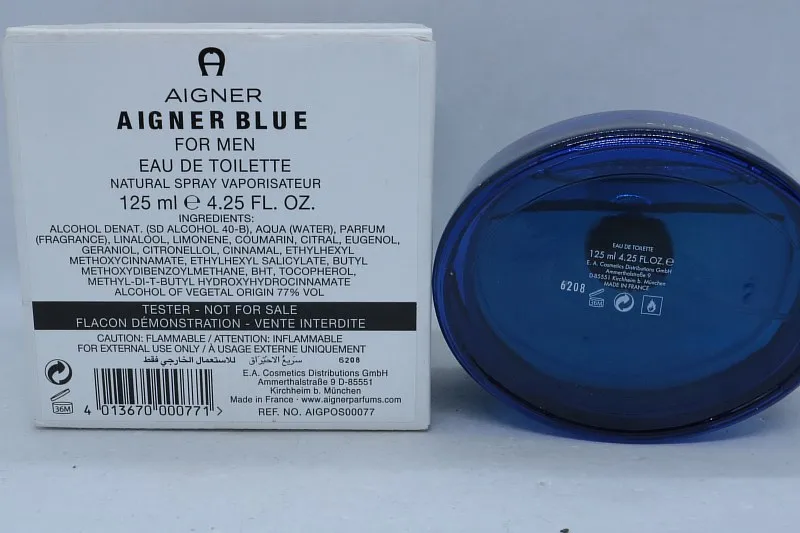 AIGNER
AIGNER BLUE
FOR MEN
EAU DE TOILETTE
NATURAL SPRAY VAPORISATEUR
125 ml ℮ 4.25 FL. OZ.
INGREDIENTS:
ALCOHOL DENAT. (SD ALCOHOL 40-B), AQUA (WATER), PARFUM
(FRAGRANCE), LINALOOL, LIMONENE, COUMARIN, CITRAL, EUGENOL,
GERANIOL, CITRONELLOL, CINNAMAL, ETHYLHEXYL
METHOXYCINNAMATE, ETHYLHEXYL SALICYLATE, BUTYL
METHOXYDIBENZOYLMETHANE, BHT, TOCOPHEROL,
METHYL-DI-T-BUTYL HYDROXYHYDROCINNAMATE
ALCOHOL OF VEGETAL ORIGIN 77% VOL
TESTER - NOT FOR SALE
FLACON DÉMONSTRATION - VENTE INTERDITE
CAUTION: FLAMMABLE / ATTENTION: INFLAMMABLE
FOR EXTERNAL USE ONLY / À USAGE EXTERNE UNIQUEMENT
سريع الاحتراق للاستعمال الخارجي فقط
6208
36M
4 013670 000771 >
E.A. Cosmetics Distributions GmbH
Ammerthalstraße 9 D-85551
Kirchheim b. München
Made in France · www.aignerparfums.com
REF. NO. AIGPOS00077
EAU DE TOILETTE
125 ml 4.25 FL.OZ.℮
E. A. Cosmetics Distributions GmbH
Ammerthalstraße 9
D-85551 Kirchheim b. München
MADE IN FRANCE
6208
36M